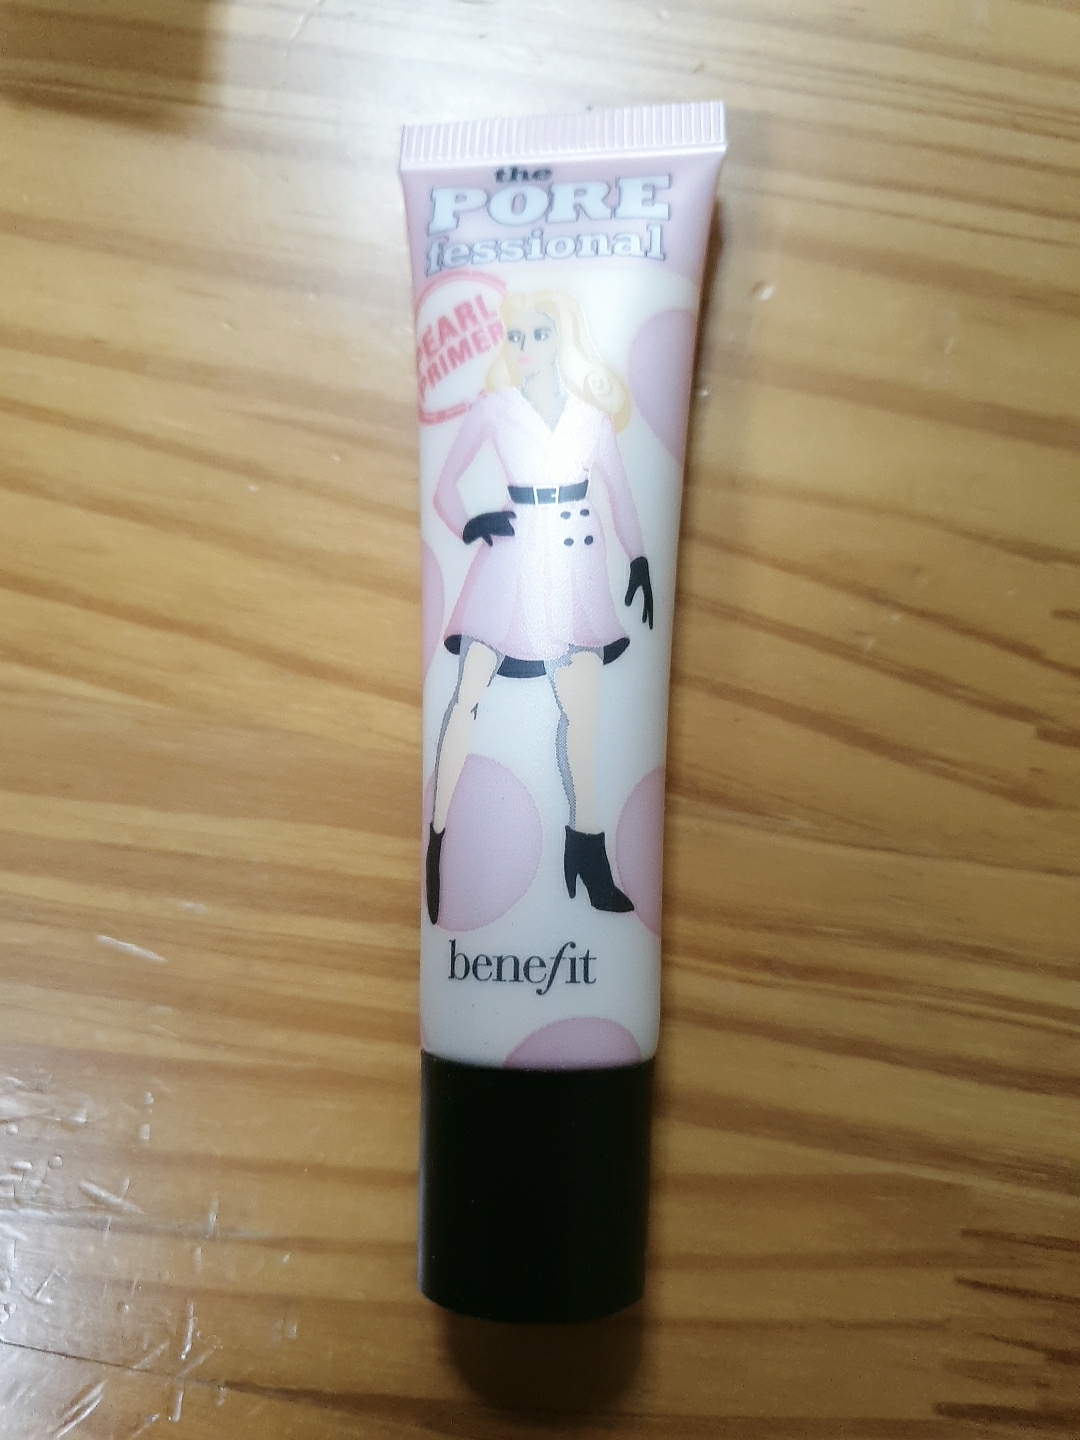 the
PORE
fessional
PEARL
PRIMER
benefit